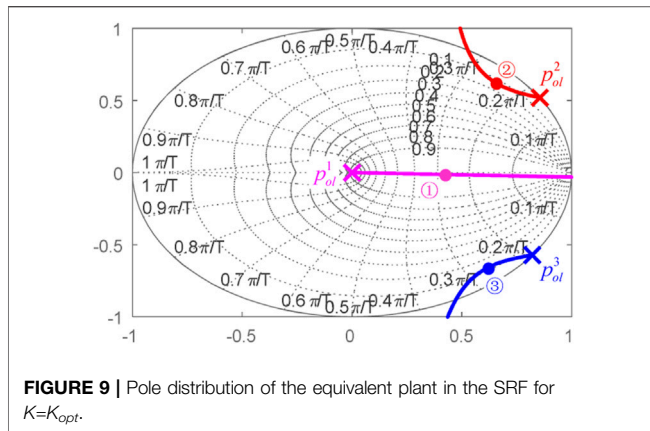 1
0.5π/T
0.6π/T
0.4π/T
0.1
0.7π/T
0.2
0.3π/T
②
p_ol^2
0.3
0.8π/T
0.4
0.2π/T
0.5
0.5
0.6
0.7
0.9π/T
0.8
0.1π/T
0.9
1π/T
p_ol^1
0
1π/T
①
0.9π/T
0.1π/T
-0.5
0.8π/T
0.2π/T
p_ol^3
0.7π/T
0.3π/T
③
0.6π/T
0.4π/T
0.5π/T
-1
-1
-0.5
0
0.5
1
FIGURE 9 | Pole distribution of the equivalent plant in the SRF for
K=K_opt.